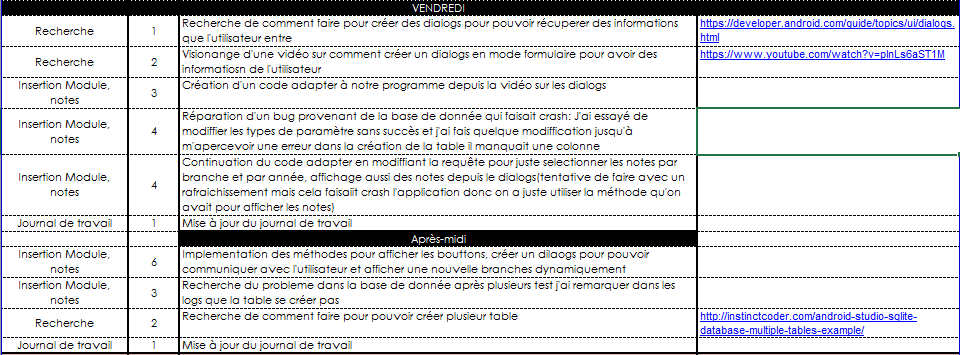 VENDREDI
Recherche 1 Recherche de comment faire pour créer des dialogs pour pouvoir récuperer des informations https://developer.android.com/guide/topics/ui/dialogs.
que l'utilisateur entre html
Recherche 2 Visionange d'une vidéo sur comment créer un dialogs en mode formulaire pour avoir des https://www.youtube.com/watch?v=plnLs6aST1M
informatiosn de l'utilisateur
Insertion Module, 3 Création d'un code adapter à notre programme depuis la vidéo sur les dialogs
notes
Réparation d'un bug provenant de la base de donnée qui faisait crash: J'ai essayé de
Insertion Module, 4 modifier les types de paramètre sans succès et j'ai fais quelque modiffication jusqu'à
notes m'apercevoir une erreur dans la création de la table il manquait une colonne
Continuation du code adapter en modiffiant la requête pour juste selectionner les notes par
Insertion Module, 4 branche et par année, affichage aussi des notes depuis le dialogs(tentative de faire avec un
notes rafraichissement mais cela faisaiit crash l'application donc on a juste utiliser la méthode qu'on
avait pour afficher les notes)
Journal de travail 1 Mise à jour du journal de travail
Après-midi
Insertion Module, 6 Implementation des méthodes pour afficher les bouttons, créer un dilaogs pour pouvoir
notes communiquer avec l'utilisateur et afficher une nouvelle branches dynamiquement
Insertion Module, 3 Recherche du probleme dans la base de donnée après plusieurs test j'ai remarquer dans les
notes logs que la table se créer pas
Recherche 2 Recherche de comment faire pour pouvoir créer plusieur table http://instinctcoder.com/android-studio-sqlite-
database-multiple-tables-example/
Journal de travail 1 Mise à jour du journal de travail